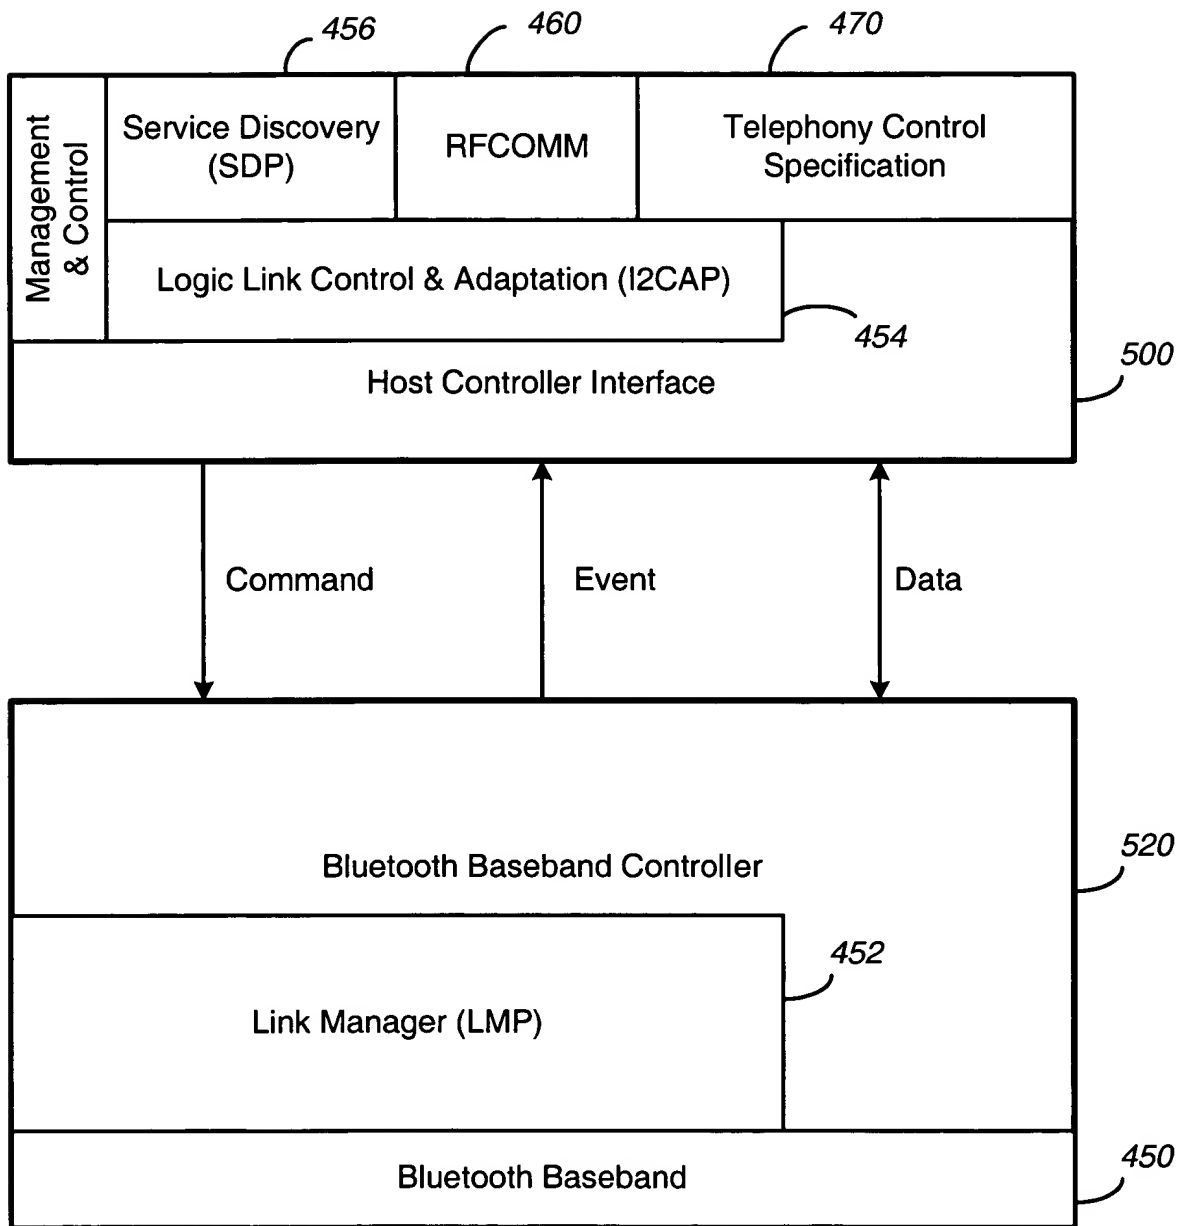 456
460
470
Management
& Control
Service Discovery
(SDP)
RFCOMM
Telephony Control
Specification
Logic Link Control & Adaptation (I2CAP)
454
500
Host Controller Interface
Command
Event
Data
520
Bluetooth Baseband Controller
452
Link Manager (LMP)
450
Bluetooth Baseband